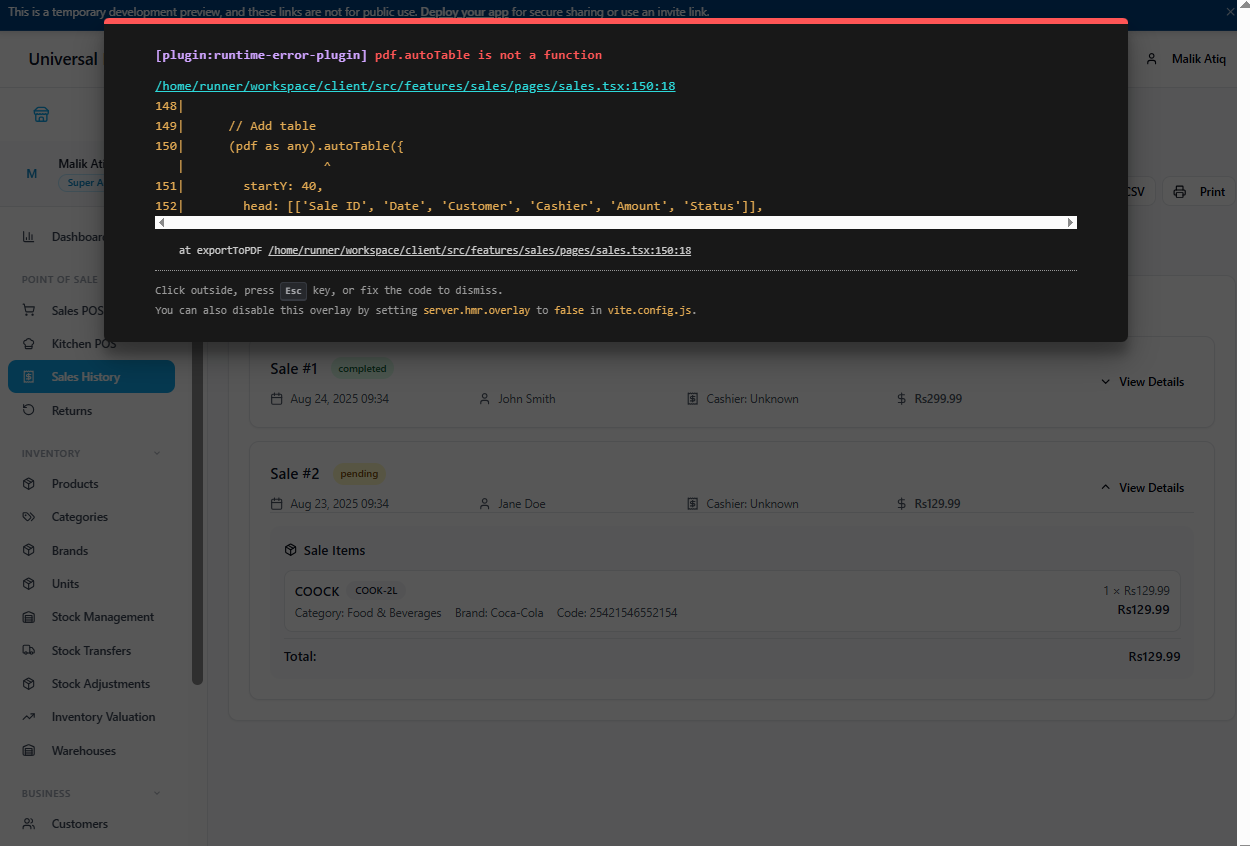 This is a temporary development preview, and these links are not for public use. Deploy your app for secure sharing or use an invite link.
Universal
Malik Atiq
[plugin:runtime-error-plugin] pdf.autoTable is not a function
/home/runner/workspace/client/src/features/sales/pages/sales.tsx:150:18
148|
149|      // Add table
150|      (pdf as any).autoTable({
   |                   ^
151|        startY: 40,
152|        head: [['Sale ID', 'Date', 'Customer', 'Cashier', 'Amount', 'Status']],
at exportToPDF /home/runner/workspace/client/src/features/sales/pages/sales.tsx:150:18
Click outside, press Esc key, or fix the code to dismiss.
You can also disable this overlay by setting server.hmr.overlay to false in vite.config.js.
M
Malik Ati
Super A
CSV
Print
Dashboar
POINT OF SALE
Sales POS
Kitchen POS
Sales History
Returns
INVENTORY
Products
Categories
Brands
Units
Stock Management
Stock Transfers
Stock Adjustments
Inventory Valuation
Warehouses
BUSINESS
Customers
Sale #1 completed
View Details
Aug 24, 2025 09:34 John Smith Cashier: Unknown $ Rs299.99
Sale #2 pending
View Details
Aug 23, 2025 09:34 Jane Doe Cashier: Unknown $ Rs129.99
Sale Items
COOCK COOK-2L 1 × Rs129.99
Category: Food & Beverages Brand: Coca-Cola Code: 25421546552154 Rs129.99
Total: Rs129.99